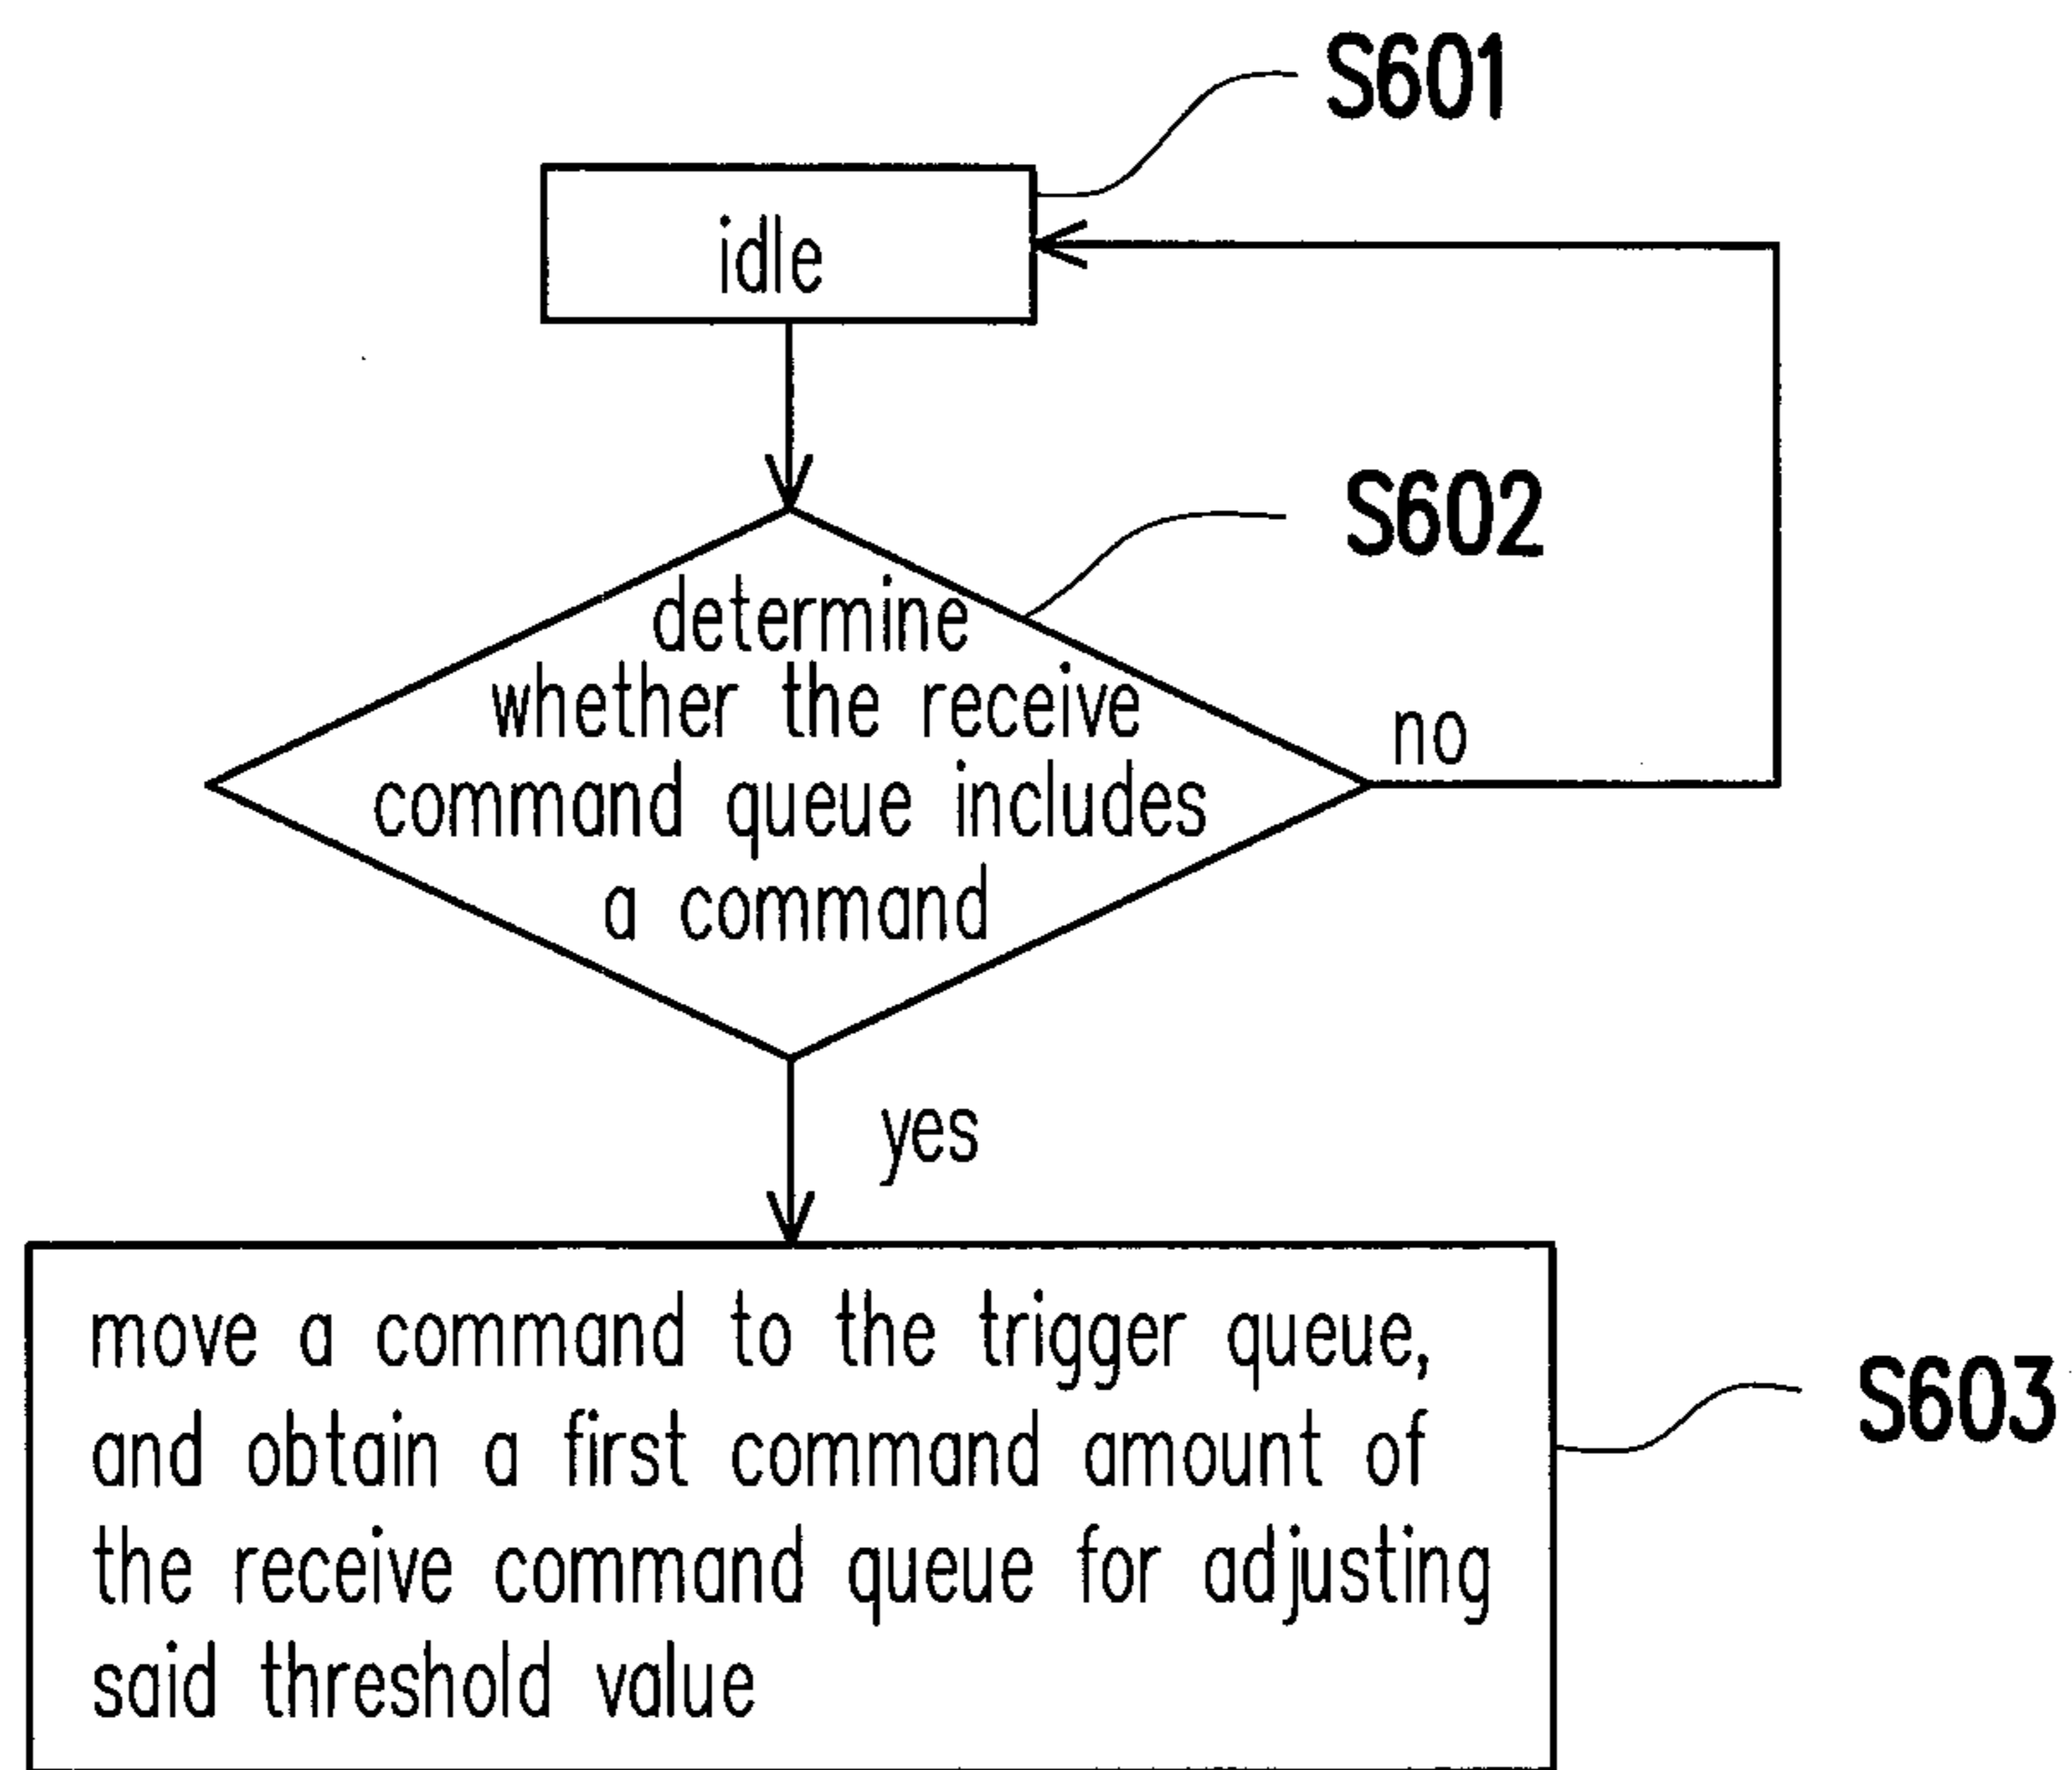 S601
idle
S602
determine
whether the receive
command queue includes
a command
no
yes
move a command to the trigger queue,
and obtain a first command amount of
the receive command queue for adjusting
said threshold value
S603